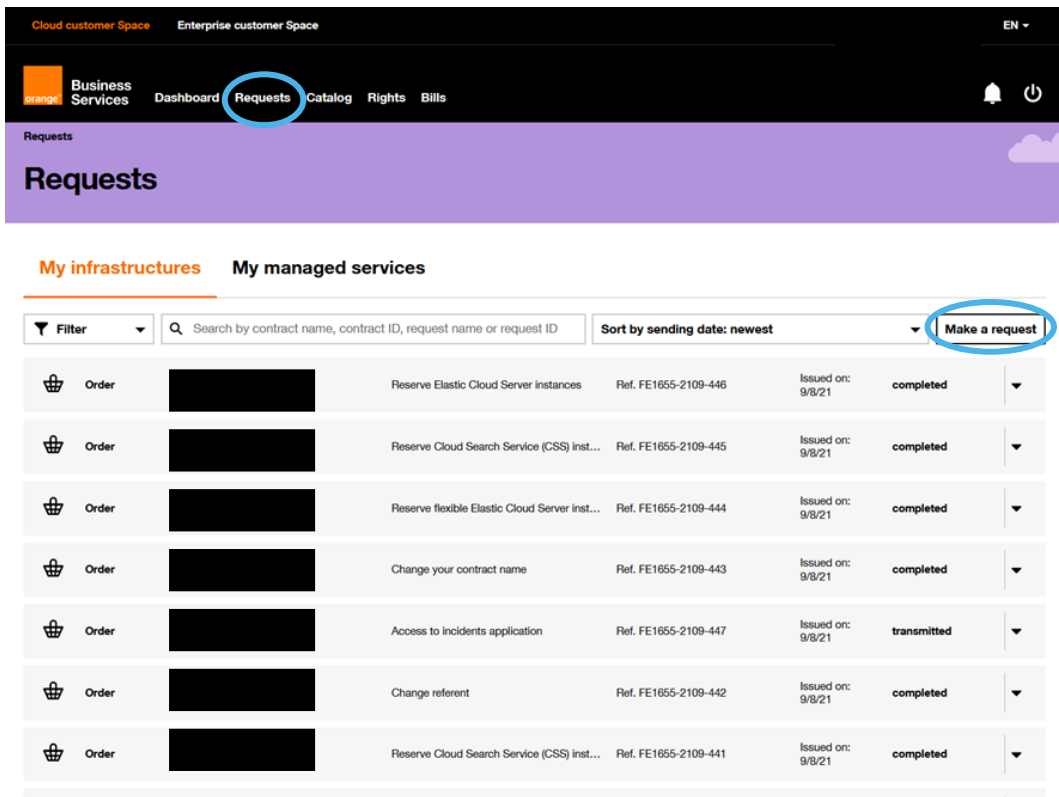 Cloud customer Space Enterprise customer Space EN
orange Business Services Dashboard Requests Catalog Rights Bills
Requests
Requests
My infrastructures My managed services
Filter Search by contract name, contract ID, request name or request ID Sort by sending date: newest Make a request
Order Reserve Elastic Cloud Server instances Ref. FE1655-2109-446 Issued on: 9/8/21 completed
Order Reserve Cloud Search Service (CSS) inst... Ref. FE1655-2109-445 Issued on: 9/8/21 completed
Order Reserve flexible Elastic Cloud Server inst... Ref. FE1655-2109-444 Issued on: 9/8/21 completed
Order Change your contract name Ref. FE1655-2109-443 Issued on: 9/8/21 completed
Order Access to incidents application Ref. FE1655-2109-447 Issued on: 9/8/21 transmitted
Order Change referent Ref. FE1655-2109-442 Issued on: 9/8/21 completed
Order Reserve Cloud Search Service (CSS) inst... Ref. FE1655-2109-441 Issued on: 9/8/21 completed